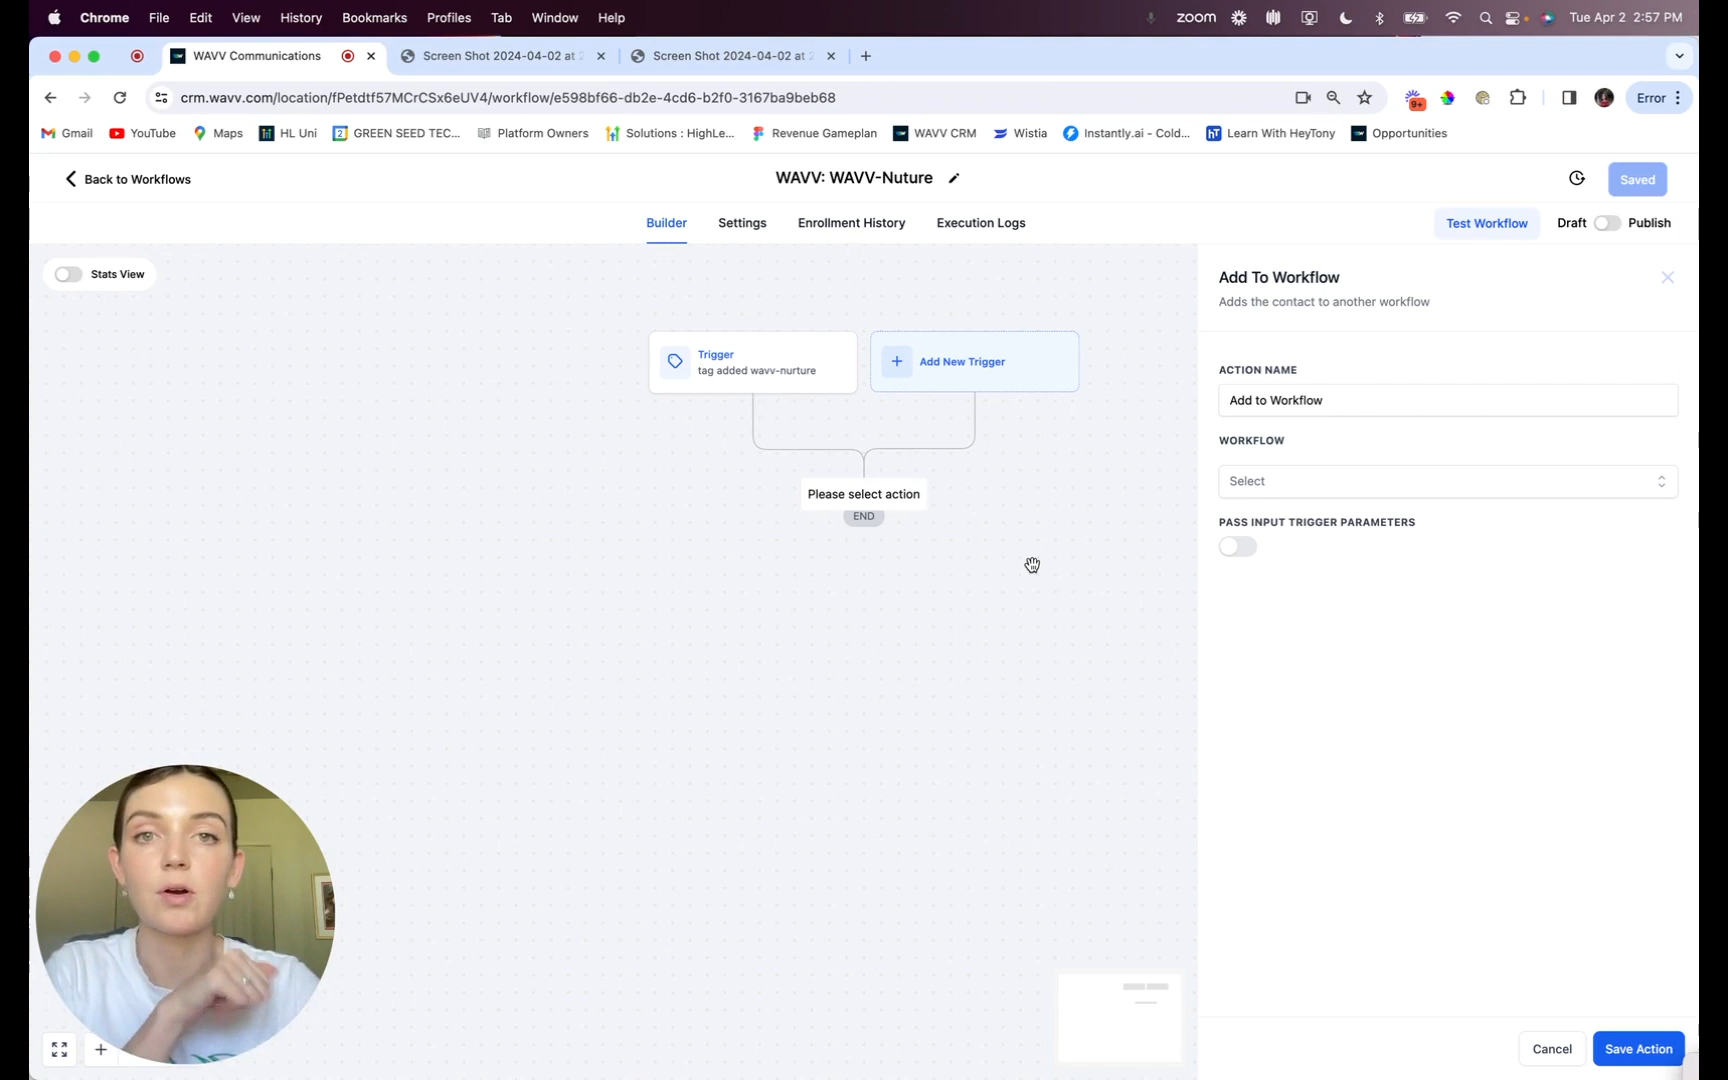 Chrome File Edit View History Bookmarks Profiles Tab Window Help zoom Tue Apr 2 2:57 PM
WAVV Communications Screen Shot 2024-04-02 at 2 Screen Shot 2024-04-02 at 2
crm.wavv.com/location/fPetdtf57MCrCSx6eUV4/workflow/e598bf66-db2e-4cd6-b2f0-3167ba9beb68 9+ Error
Gmail YouTube Maps HL Uni GREEN SEED TEC... Platform Owners Solutions : HighLe... Revenue Gameplan WAVV CRM Wistia Instantly.ai - Cold... Learn With HeyTony Opportunities
Back to Workflows WAVV: WAVV-Nuture Saved
Builder Settings Enrollment History Execution Logs Test Workflow Draft Publish
Stats View
Add To Workflow
Adds the contact to another workflow
Trigger
tag added wavv-nurture
Add New Trigger
ACTION NAME
Add to Workflow
WORKFLOW
Select
Please select action
END
PASS INPUT TRIGGER PARAMETERS
Cancel Save Action